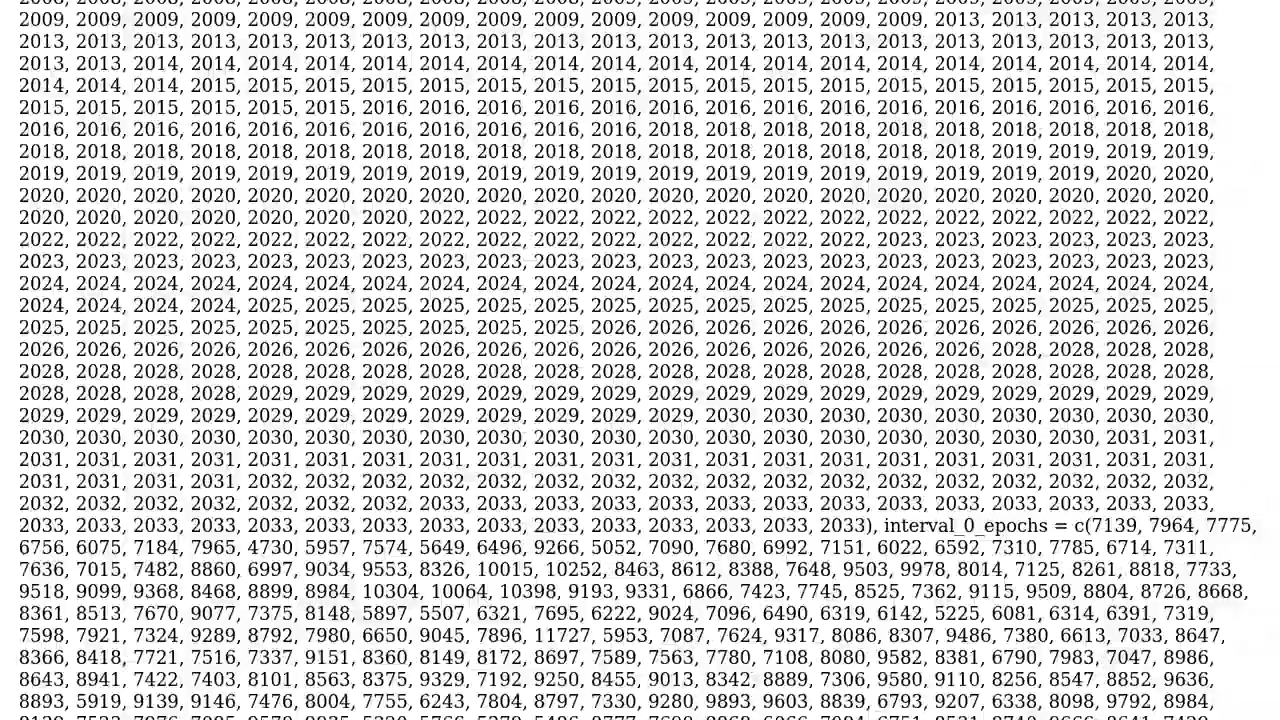 2009, 2009, 2009, 2009, 2009, 2009, 2009, 2009, 2009, 2009, 2009, 2009, 2009, 2009, 2009, 2009, 2013, 2013, 2013, 2013, 2013,
2013, 2013, 2013, 2013, 2013, 2013, 2013, 2013, 2013, 2013, 2013, 2013, 2013, 2013, 2013, 2013, 2013, 2013, 2013, 2013, 2013,
2013, 2013, 2014, 2014, 2014, 2014, 2014, 2014, 2014, 2014, 2014, 2014, 2014, 2014, 2014, 2014, 2014, 2014, 2014, 2014, 2014,
2014, 2014, 2014, 2015, 2015, 2015, 2015, 2015, 2015, 2015, 2015, 2015, 2015, 2015, 2015, 2015, 2015, 2015, 2015, 2015, 2015,
2015, 2015, 2015, 2015, 2015, 2015, 2015, 2016, 2016, 2016, 2016, 2016, 2016, 2016, 2016, 2016, 2016, 2016, 2016, 2016, 2016,
2016, 2016, 2016, 2016, 2016, 2016, 2016, 2016, 2016, 2016, 2016, 2018, 2018, 2018, 2018, 2018, 2018, 2018, 2018, 2018, 2018,
2018, 2018, 2018, 2018, 2018, 2018, 2018, 2018, 2018, 2018, 2018, 2018, 2018, 2018, 2018, 2018, 2018, 2019, 2019, 2019, 2019,
2019, 2019, 2019, 2019, 2019, 2019, 2019, 2019, 2019, 2019, 2019, 2019, 2019, 2019, 2019, 2019, 2019, 2019, 2019, 2020, 2020,
2020, 2020, 2020, 2020, 2020, 2020, 2020, 2020, 2020, 2020, 2020, 2020, 2020, 2020, 2020, 2020, 2020, 2020, 2020, 2020, 2020,
2020, 2020, 2020, 2020, 2020, 2020, 2020, 2022, 2022, 2022, 2022, 2022, 2022, 2022, 2022, 2022, 2022, 2022, 2022, 2022, 2022,
2022, 2022, 2022, 2022, 2022, 2022, 2022, 2022, 2022, 2022, 2022, 2022, 2022, 2022, 2022, 2023, 2023, 2023, 2023, 2023, 2023,
2023, 2023, 2023, 2023, 2023, 2023, 2023, 2023, 2023, 2023, 2023, 2023, 2023, 2023, 2023, 2023, 2023, 2023, 2023, 2023, 2023,
2024, 2024, 2024, 2024, 2024, 2024, 2024, 2024, 2024, 2024, 2024, 2024, 2024, 2024, 2024, 2024, 2024, 2024, 2024, 2024, 2024,
2024, 2024, 2024, 2024, 2025, 2025, 2025, 2025, 2025, 2025, 2025, 2025, 2025, 2025, 2025, 2025, 2025, 2025, 2025, 2025, 2025,
2025, 2025, 2025, 2025, 2025, 2025, 2025, 2025, 2025, 2025, 2026, 2026, 2026, 2026, 2026, 2026, 2026, 2026, 2026, 2026, 2026,
2026, 2026, 2026, 2026, 2026, 2026, 2026, 2026, 2026, 2026, 2026, 2026, 2026, 2026, 2026, 2026, 2026, 2028, 2028, 2028, 2028,
2028, 2028, 2028, 2028, 2028, 2028, 2028, 2028, 2028, 2028, 2028, 2028, 2028, 2028, 2028, 2028, 2028, 2028, 2028, 2028, 2028,
2028, 2028, 2028, 2028, 2029, 2029, 2029, 2029, 2029, 2029, 2029, 2029, 2029, 2029, 2029, 2029, 2029, 2029, 2029, 2029, 2029,
2029, 2029, 2029, 2029, 2029, 2029, 2029, 2029, 2029, 2029, 2029, 2029, 2030, 2030, 2030, 2030, 2030, 2030, 2030, 2030, 2030,
2030, 2030, 2030, 2030, 2030, 2030, 2030, 2030, 2030, 2030, 2030, 2030, 2030, 2030, 2030, 2030, 2030, 2030, 2030, 2031, 2031,
2031, 2031, 2031, 2031, 2031, 2031, 2031, 2031, 2031, 2031, 2031, 2031, 2031, 2031, 2031, 2031, 2031, 2031, 2031, 2031, 2031,
2031, 2031, 2031, 2031, 2032, 2032, 2032, 2032, 2032, 2032, 2032, 2032, 2032, 2032, 2032, 2032, 2032, 2032, 2032, 2032, 2032,
2032, 2032, 2032, 2032, 2032, 2032, 2032, 2033, 2033, 2033, 2033, 2033, 2033, 2033, 2033, 2033, 2033, 2033, 2033, 2033, 2033,
2033, 2033, 2033, 2033, 2033, 2033, 2033, 2033, 2033, 2033, 2033, 2033, 2033, 2033, 2033), interval_0_epochs = c(7139, 7964, 7775,
6756, 6075, 7184, 7965, 4730, 5957, 7574, 5649, 6496, 9266, 5052, 7090, 7680, 6992, 7151, 6022, 6592, 7310, 7785, 6714, 7311,
7636, 7015, 7482, 8860, 6997, 9034, 9553, 8326, 10015, 10252, 8463, 8612, 8388, 7648, 9503, 9978, 8014, 7125, 8261, 8818, 7733,
9518, 9099, 9368, 8468, 8899, 8984, 10304, 10064, 10398, 9193, 9331, 6866, 7423, 7745, 8525, 7362, 9115, 9509, 8804, 8726, 8668,
8361, 8513, 7670, 9077, 7375, 8148, 5897, 5507, 6321, 7695, 6222, 9024, 7096, 6490, 6319, 6142, 5225, 6081, 6314, 6391, 7319,
7598, 7921, 7324, 9289, 8792, 7980, 6650, 9045, 7896, 11727, 5953, 7087, 7624, 9317, 8086, 8307, 9486, 7380, 6613, 7033, 8647,
8366, 8418, 7721, 7516, 7337, 9151, 8360, 8149, 8172, 8697, 7589, 7563, 7780, 7108, 8080, 9582, 8381, 6790, 7983, 7047, 8986,
8643, 8941, 7422, 7403, 8101, 8563, 8375, 9329, 7192, 9250, 8455, 9013, 8342, 8889, 7306, 9580, 9110, 8256, 8547, 8852, 9636,
8893, 5919, 9139, 9146, 7476, 8004, 7755, 6243, 7804, 8797, 7330, 9280, 9893, 9603, 8839, 6793, 9207, 6338, 8098, 9792, 8984,